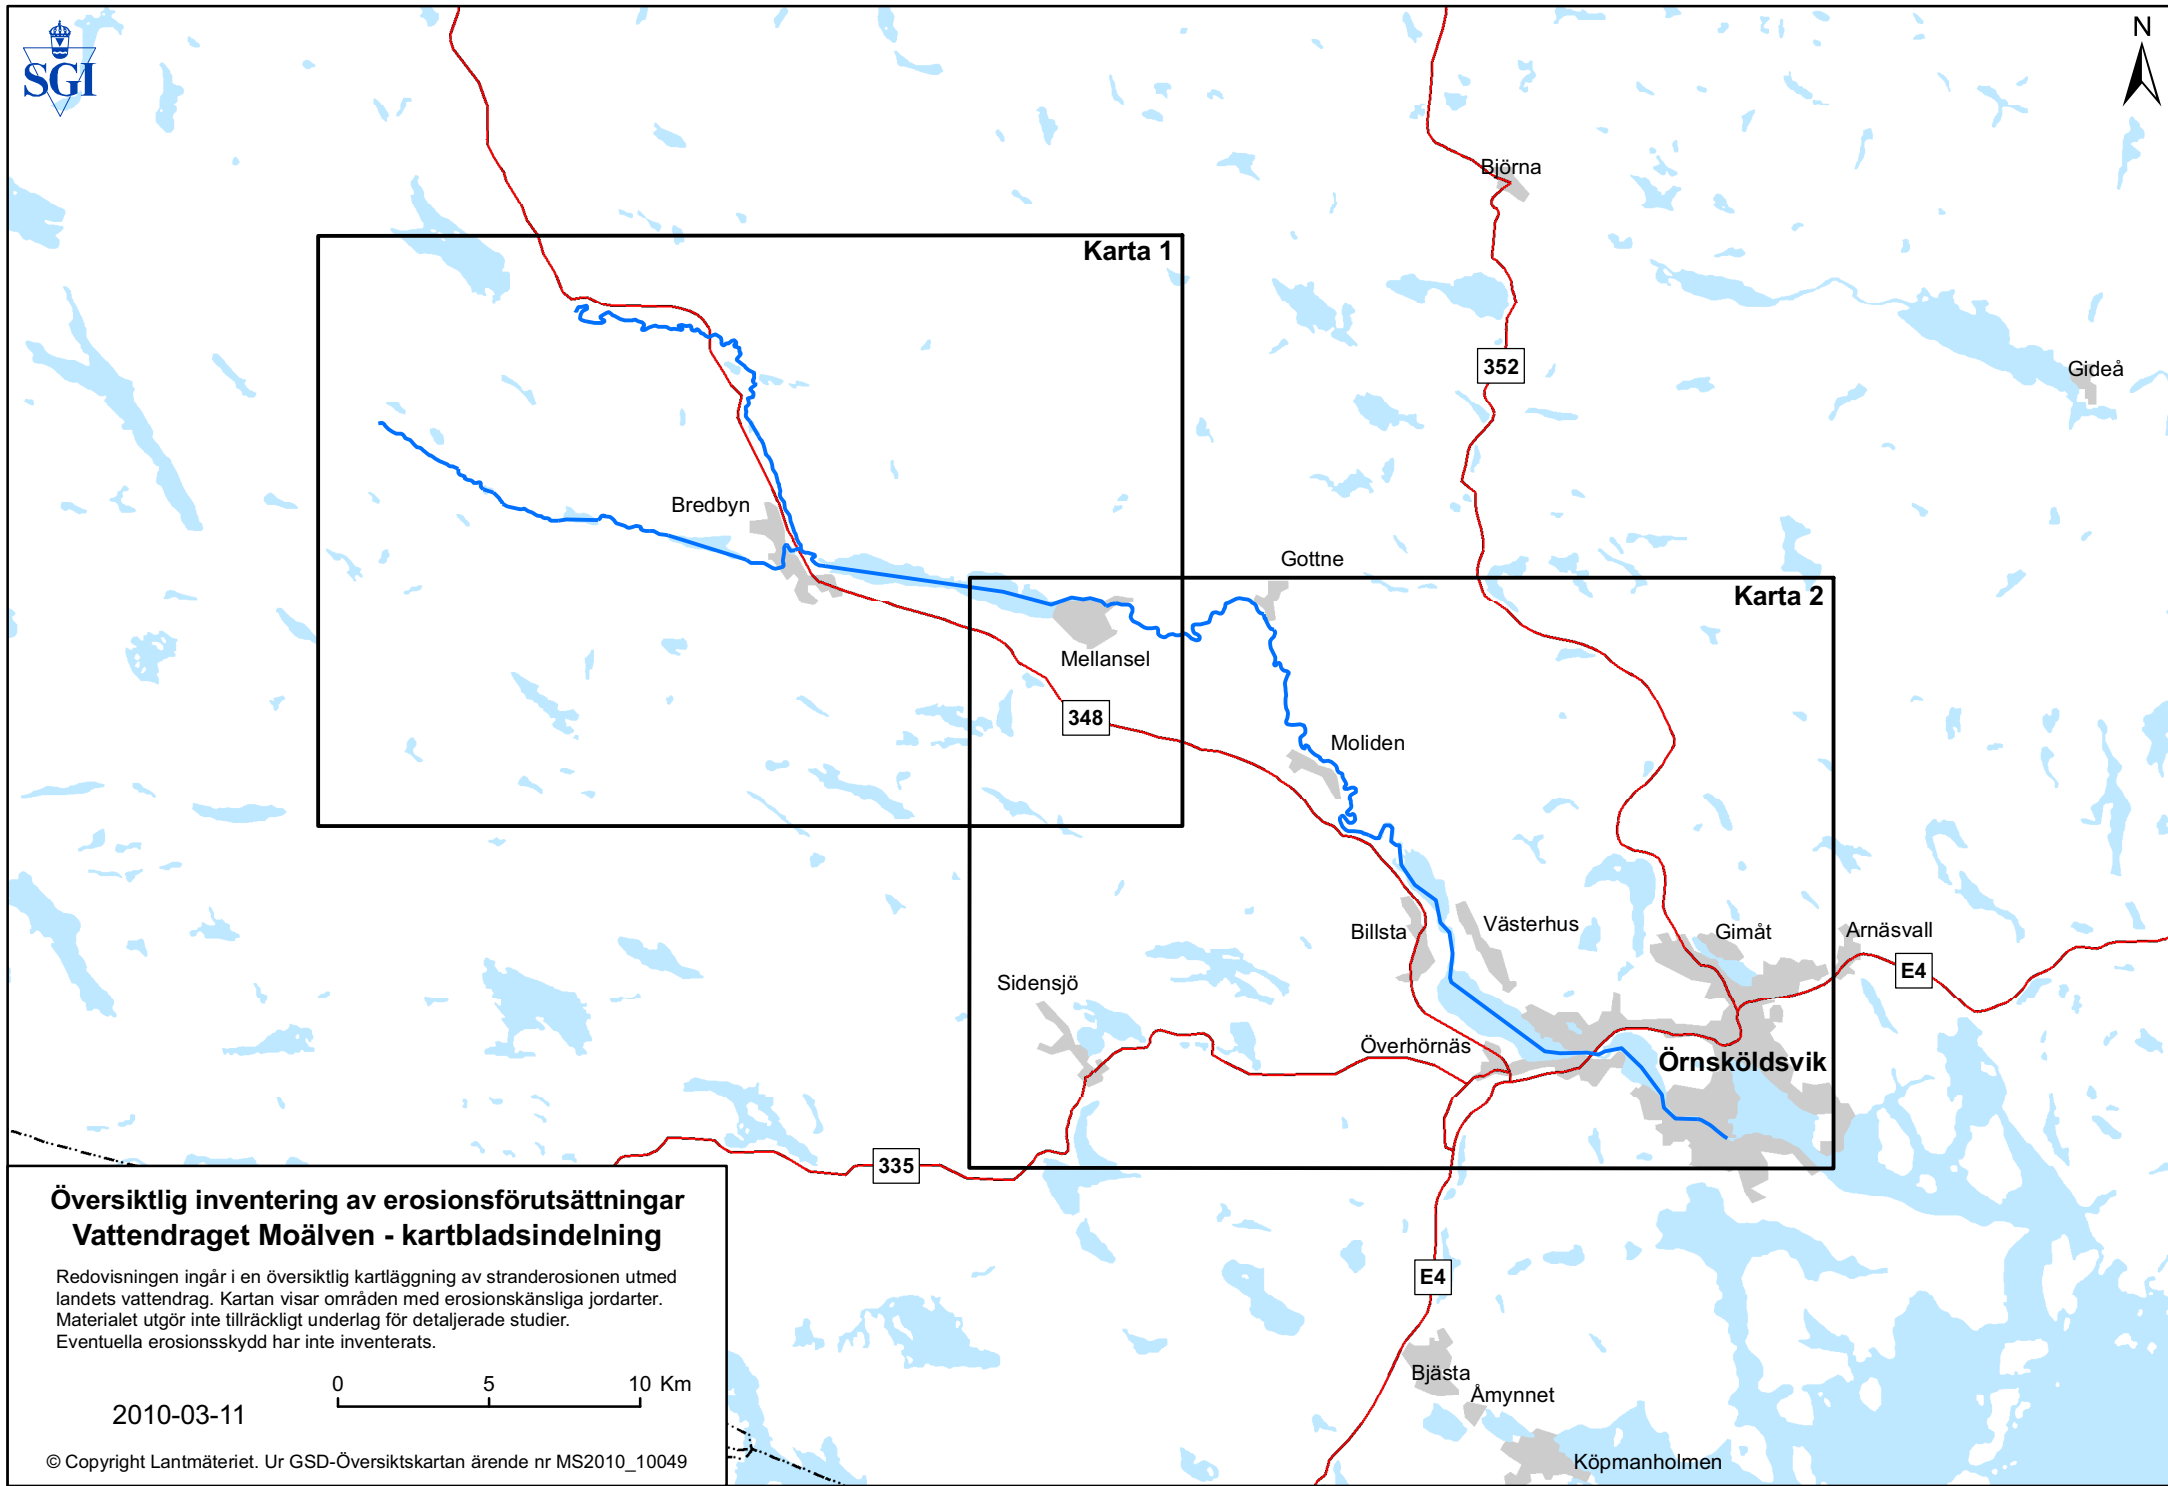 SGI
N
Björna
Karta 1
352
Gideå
Bredbyn
Gottne
Karta 2
Mellansel
348
Moliden
Billsta
Västerhus
Gimåt
Arnäsvall
E4
Sidensjö
Överhörnäs
Örnsköldsvik
335
E4
Bjästa
Åmynnet
Köpmanholmen
Översiktlig inventering av erosionsförutsättningar
Vattendraget Moälven - kartbladsindelning
Redovisningen ingår i en översiktlig kartläggning av stranderosionen utmed
landets vattendrag. Kartan visar områden med erosionskänsliga jordarter.
Materialet utgör inte tillräckligt underlag för detaljerade studier.
Eventuella erosionsskydd har inte inventerats.
0 5 10 Km
2010-03-11
© Copyright Lantmäteriet. Ur GSD-Översiktskartan ärende nr MS2010_10049